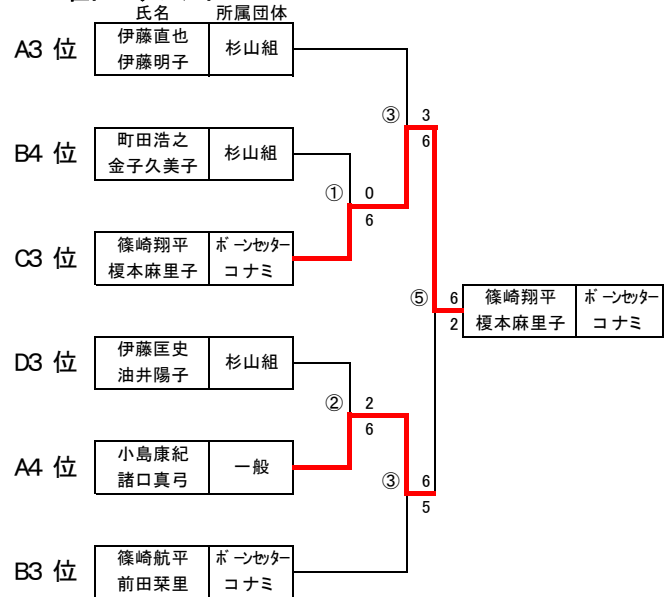 氏名 所属団体
A3 位 伊藤直也 伊藤明子 杉山組
③ 3
6
B4 位 町田浩之 金子久美子 杉山組
① 0
6
C3 位 篠崎翔平 榎本麻里子 ボーンセッター コナミ
⑤ 6 篠崎翔平 ボーンセッター
2 榎本麻里子 コナミ
D3 位 伊藤匡史 油井陽子 杉山組
② 2
6
A4 位 小島康紀 諸口真弓 一般
③ 6
5
B3 位 篠崎航平 前田栞里 ボーンセッター コナミ